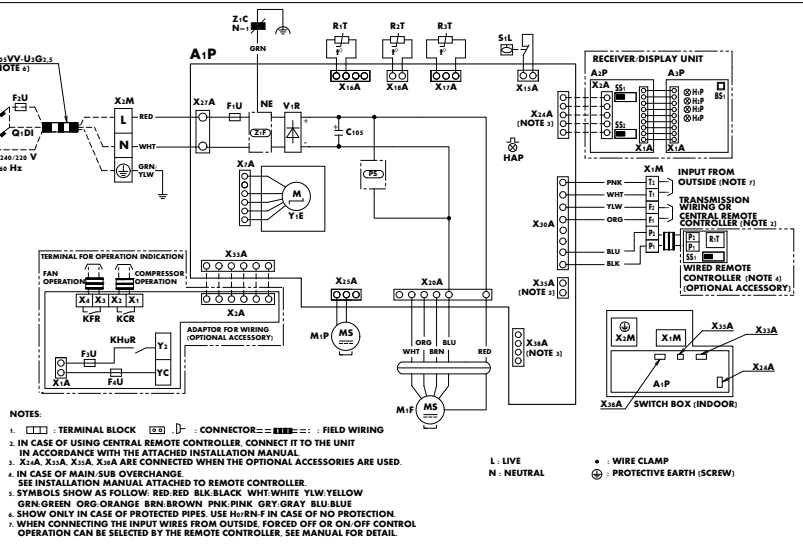 Z1C
N=1
GRN
R1T
R2T
R3T
S1L
A1P
X16A
X18A
X17A
X15A
05VV-U3G2,5
NOTE 6)
F2U
Q1DI
240/220 V
60 Hz
X2M
L
N
RED
WHT
GRN/
YLW
X27A
F1U
NE
V1R
Z1F
+
-
+
C105
PS
X7A
M
Y1E
HAP
RECEIVER/DISPLAY UNIT
A2P
A3P
X2A
SS1
SS2
BS1
H1P
H2P
H3P
H4P
X1A
X1A
X24A
(NOTE 3)
X30A
PNK
WHT
YLW
ORG
BLU
BLK
X1M
T2
T1
F2
F1
P2
P1
INPUT FROM
OUTSIDE (NOTE 7)
TRANSMISSION
WIRING OR
CENTRAL REMOTE
CONTROLLER (NOTE 2)
P2
P1
R1T
SS1
WIRED REMOTE
CONTROLLER (NOTE 4)
(OPTIONAL ACCESSORY)
X35A
(NOTE 3)
X38A
(NOTE 3)
TERMINAL FOR OPERATION INDICATION
FAN
OPERATION
COMPRESSOR
OPERATION
X4 X3 X2 X1
KFR
KCR
X33A
X2A
ADAPTOR FOR WIRING
(OPTIONAL ACCESSORY)
KHuR
F3U
F4U
X1A
Y2
YC
X25A
M1P
MS
X20A
WHT
ORG
BRN
BLU
RED
M1F
MS
X2M
X1M
X35A
X33A
X24A
A1P
X38A
SWITCH BOX (INDOOR)
NOTES:
1. : TERMINAL BLOCK , : CONNECTOR : FIELD WIRING
2. IN CASE OF USING CENTRAL REMOTE CONTROLLER, CONNECT IT TO THE UNIT
IN ACCORDANCE WITH THE ATTACHED INSTALLATION MANUAL.
3. X24A, X33A, X35A, X38A ARE CONNECTED WHEN THE OPTIONAL ACCESSORIES ARE USED.
4. IN CASE OF MAIN/SUB OVERCHANGE.
SEE INSTALLATION MANUAL ATTACHED TO REMOTE CONTROLLER.
5. SYMBOLS SHOW AS FOLLOW: RED:RED BLK:BLACK WHT:WHITE YLW:YELLOW
GRN:GREEN ORG:ORANGE BRN:BROWN PNK:PINK GRY:GRAY BLU:BLUE
6. SHOW ONLY IN CASE OF PROTECTED PIPES. USE H07RN-F IN CASE OF NO PROTECTION.
7. WHEN CONNECTING THE INPUT WIRES FROM OUTSIDE, FORCED OFF OR ON/OFF CONTROL
OPERATION CAN BE SELECTED BY THE REMOTE CONTROLLER, SEE MANUAL FOR DETAIL.
L : LIVE
N : NEUTRAL
: WIRE CLAMP
: PROTECTIVE EARTH (SCREW)